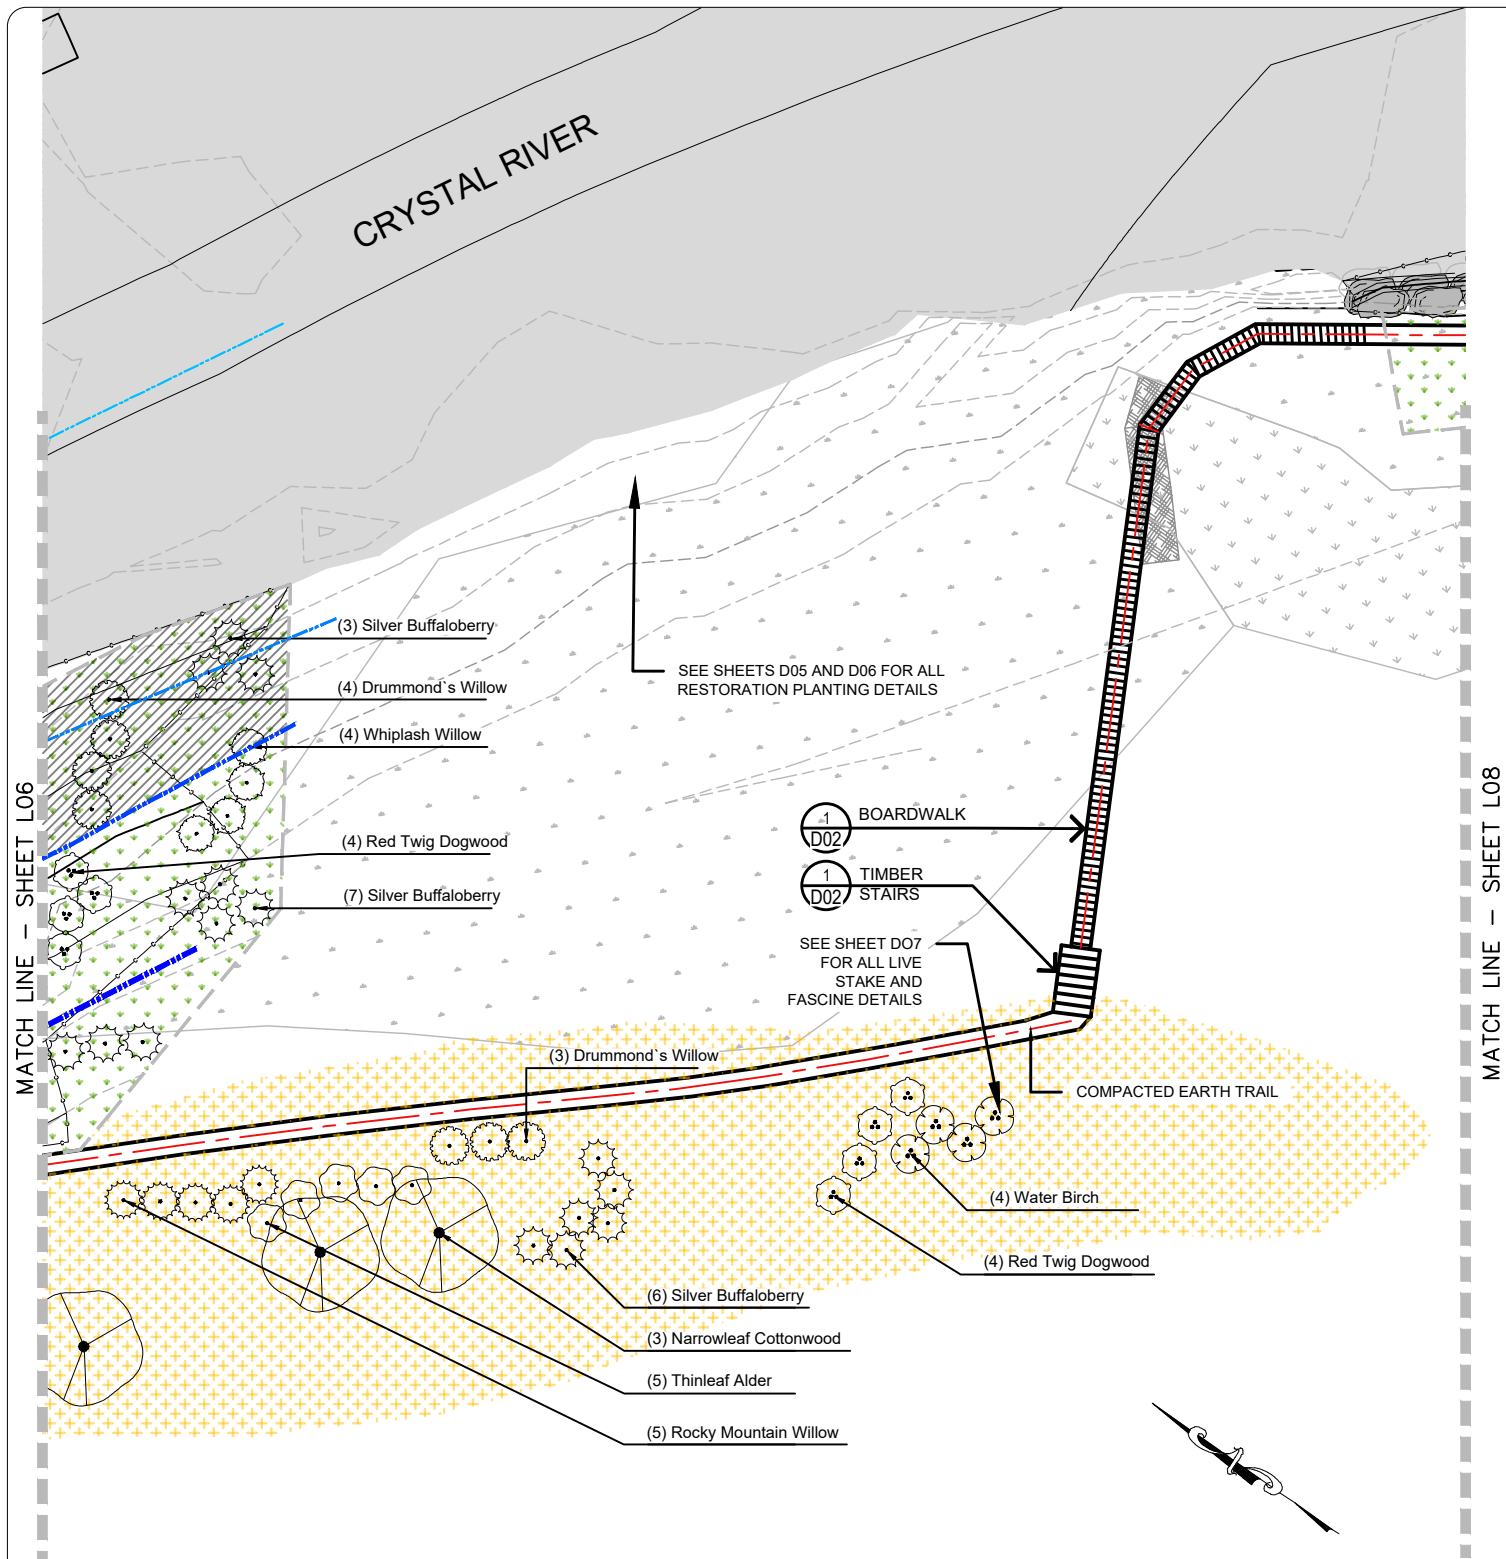 CRYSTAL RIVER
(3) Silver Buffaloberry
(4) Drummond`s Willow
(4) Whiplash Willow
(4) Red Twig Dogwood
(7) Silver Buffaloberry
SEE SHEETS D05 AND D06 FOR ALL
RESTORATION PLANTING DETAILS
MATCH LINE – SHEET L06
MATCH LINE – SHEET L08
1
D02
BOARDWALK
1
D02
TIMBER
STAIRS
SEE SHEET DO7
FOR ALL LIVE
STAKE AND
FASCINE DETAILS
(3) Drummond`s Willow
COMPACTED EARTH TRAIL
(4) Water Birch
(4) Red Twig Dogwood
(6) Silver Buffaloberry
(3) Narrowleaf Cottonwood
(5) Thinleaf Alder
(5) Rocky Mountain Willow